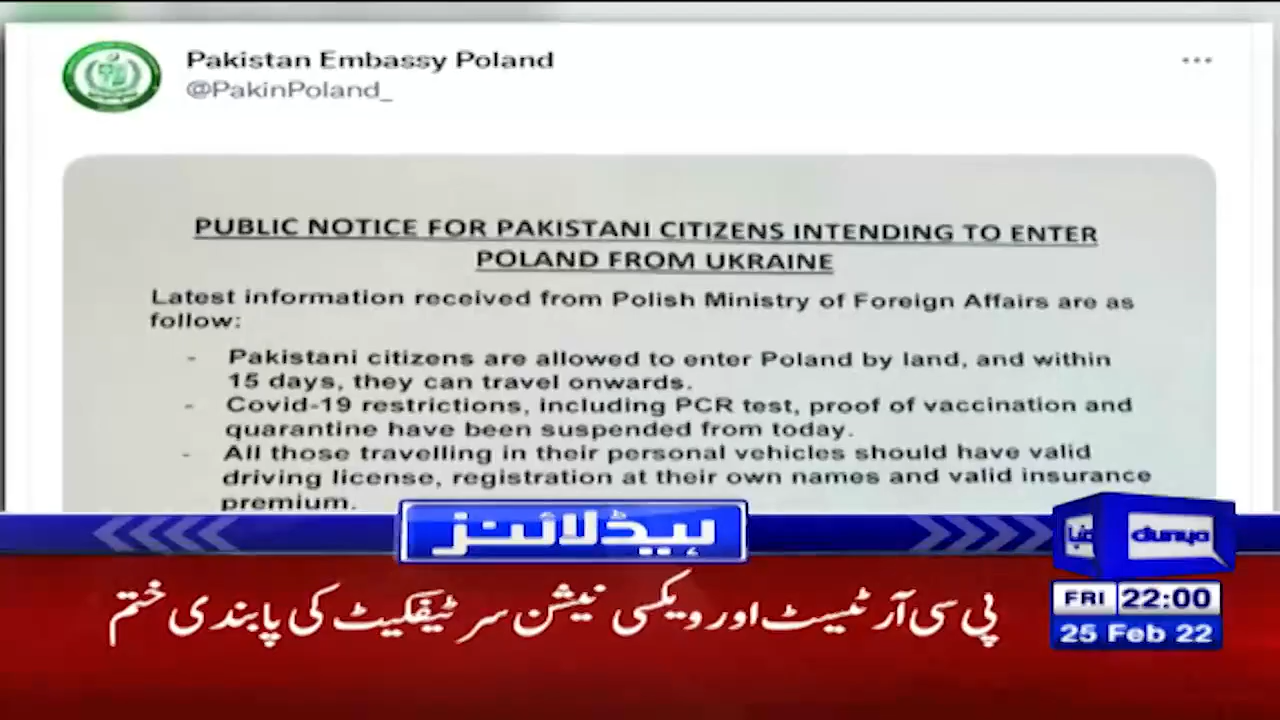 Pakistan Embassy Poland
@PakinPoland_
PUBLIC NOTICE FOR PAKISTANI CITIZENS INTENDING TO ENTER
POLAND FROM UKRAINE
Latest information received from Polish Ministry of Foreign Affairs are as
follow:
- Pakistani citizens are allowed to enter Poland by land, and within
15 days, they can travel onwards.
- Covid-19 restrictions, including PCR test, proof of vaccination and
quarantine have been suspended from today.
- All those travelling in their personal vehicles should have valid
driving license, registration at their own names and valid insurance
premium.
ہیڈلائنز
دنیا dunya
پی سی آر ٹیسٹ اور ویکسی نیشن سرٹیفکیٹ کی پابندی ختم
FRI 22:00
25 Feb 22